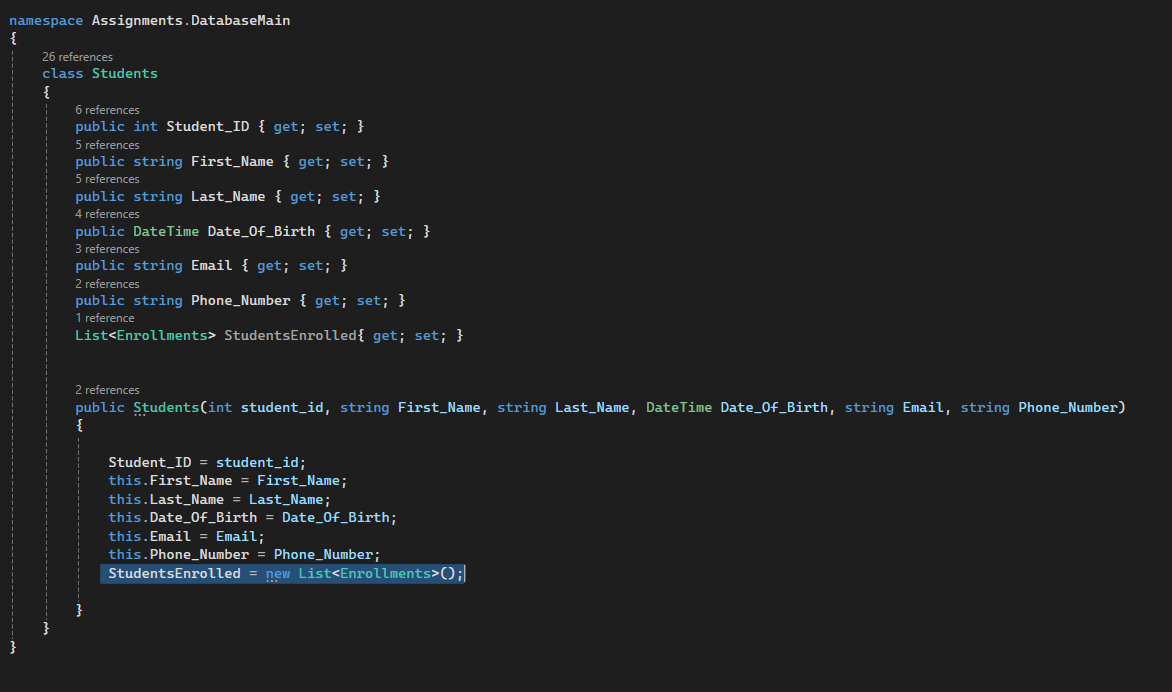 namespace Assignments.DatabaseMain
{
26 references
class Students
{
6 references
public int Student_ID { get; set; }
5 references
public string First_Name { get; set; }
5 references
public string Last_Name { get; set; }
4 references
public DateTime Date_Of_Birth { get; set; }
3 references
public string Email { get; set; }
2 references
public string Phone_Number { get; set; }
1 reference
List<Enrollments> StudentsEnrolled{ get; set; }
2 references
public Students(int student_id, string First_Name, string Last_Name, DateTime Date_Of_Birth, string Email, string Phone_Number)
{
Student_ID = student_id;
this.First_Name = First_Name;
this.Last_Name = Last_Name;
this.Date_Of_Birth = Date_Of_Birth;
this.Email = Email;
this.Phone_Number = Phone_Number;
StudentsEnrolled = new List<Enrollments>();
}
}
}